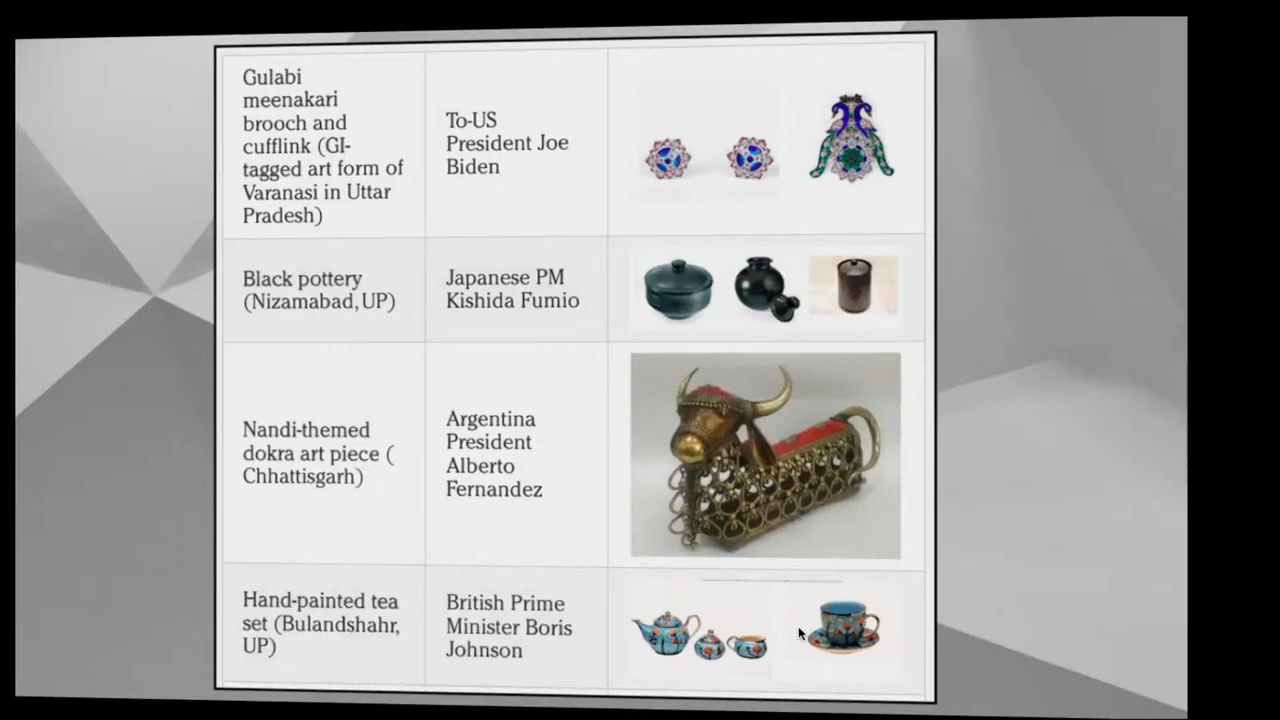 Gulabi
meenakari
brooch and
cufflink (GI-
tagged art form of
Varanasi in Uttar
Pradesh)
To-US
President Joe
Biden
Black pottery
(Nizamabad, UP)
Japanese PM
Kishida Fumio
Nandi-themed
dokra art piece (
Chhattisgarh)
Argentina
President
Alberto
Fernandez
Hand-painted tea
set (Bulandshahr,
UP)
British Prime
Minister Boris
Johnson